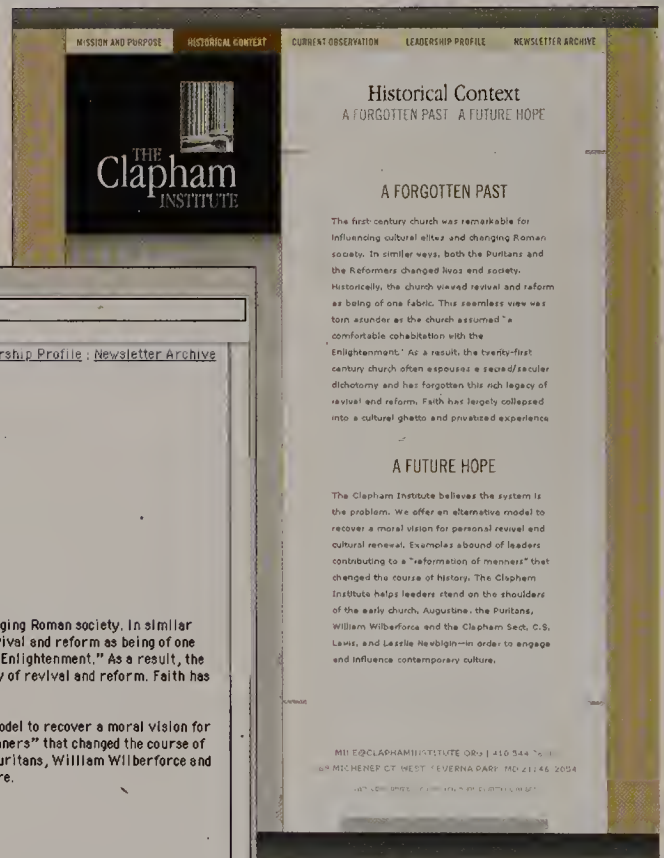 MISSION AND PURPOSE HISTORICAL CONTEXT CURRENT OBSERVATION LEADERSHIP PROFILE NEWSLETTER ARCHIVE
THE
Clapham
INSTITUTE
Historical Context
A FORGOTTEN PAST A FUTURE HOPE
A FORGOTTEN PAST
The first century church was remarkable for
influencing cultural elites and changing Roman
society. In similar ways, both the Puritans and
the Reformers changed lives and society.
Historically, the church viewed revival and reform
as being of one fabric. This seamless view was
torn asunder as the church assumed "a
comfortable cohabitation with the
Enlightenment." As a result, the twenty-first
century church often espouses a sacred/secular
dichotomy and has forgotten this rich legacy of
revival and reform. Faith has largely collapsed
into a cultural ghetto and privatized experience
A FUTURE HOPE
The Clapham Institute believes the system is
the problem. We offer an alternative model to
recover a moral vision for personal revival and
cultural renewal. Examples abound of leaders
contributing to a "reformation of manners" that
changed the course of history. The Clapham
Institute helps leaders stand on the shoulders
of the early church, Augustine, the Puritans,
William Wilberforce and the Clapham Sect, C.S.
Lewis, and Lesslie Newbigin—in order to engage
and influence contemporary culture.
MICHENER CT WEST SEVERNA PARK MD 21146-2054
rship Profile : Newsletter Archive
ging Roman society. In similar
vival and reform as being of one
Enlightenment." As a result, the
y of revival and reform. Faith has
odel to recover a moral vision for
ners" that changed the course of
uritans, William Wilberforce and
re.